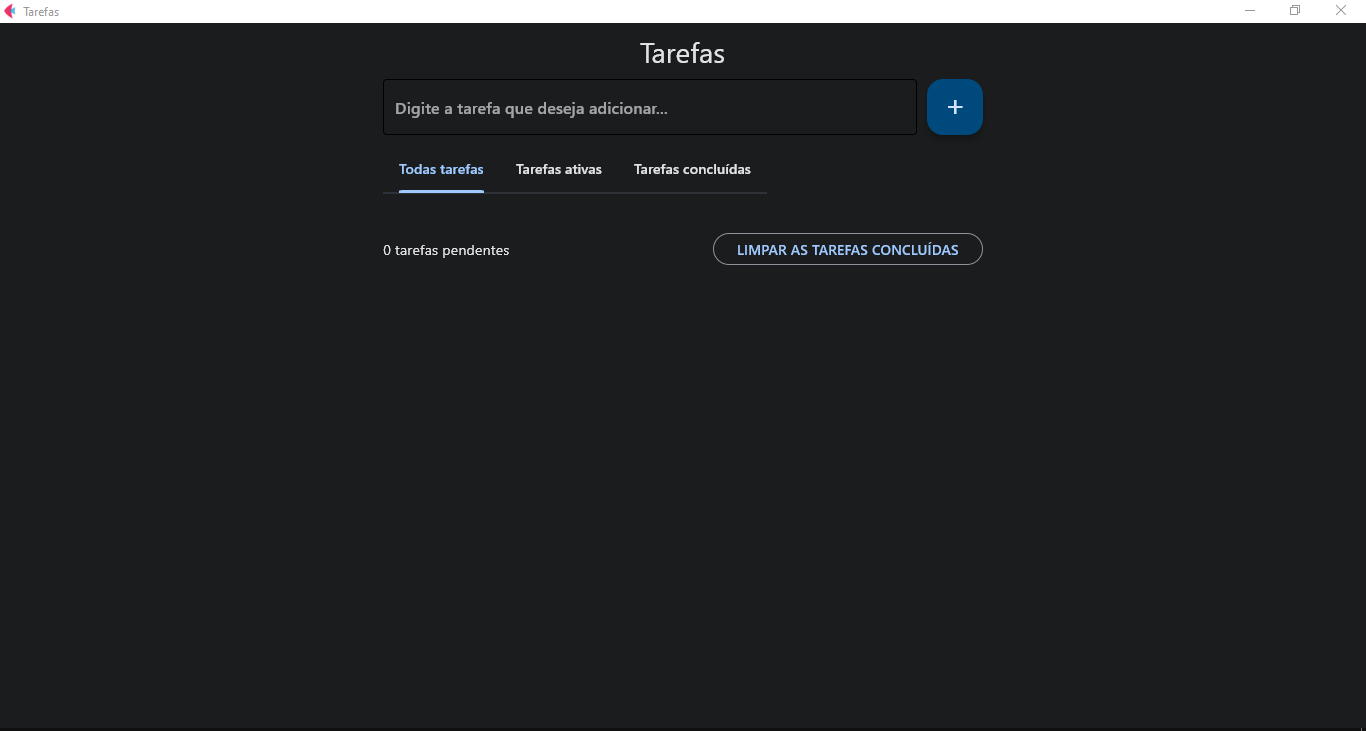 Tarefas
Tarefas
Digite a tarefa que deseja adicionar...
+
Todas tarefas Tarefas ativas Tarefas concluídas
0 tarefas pendentes LIMPAR AS TAREFAS CONCLUÍDAS